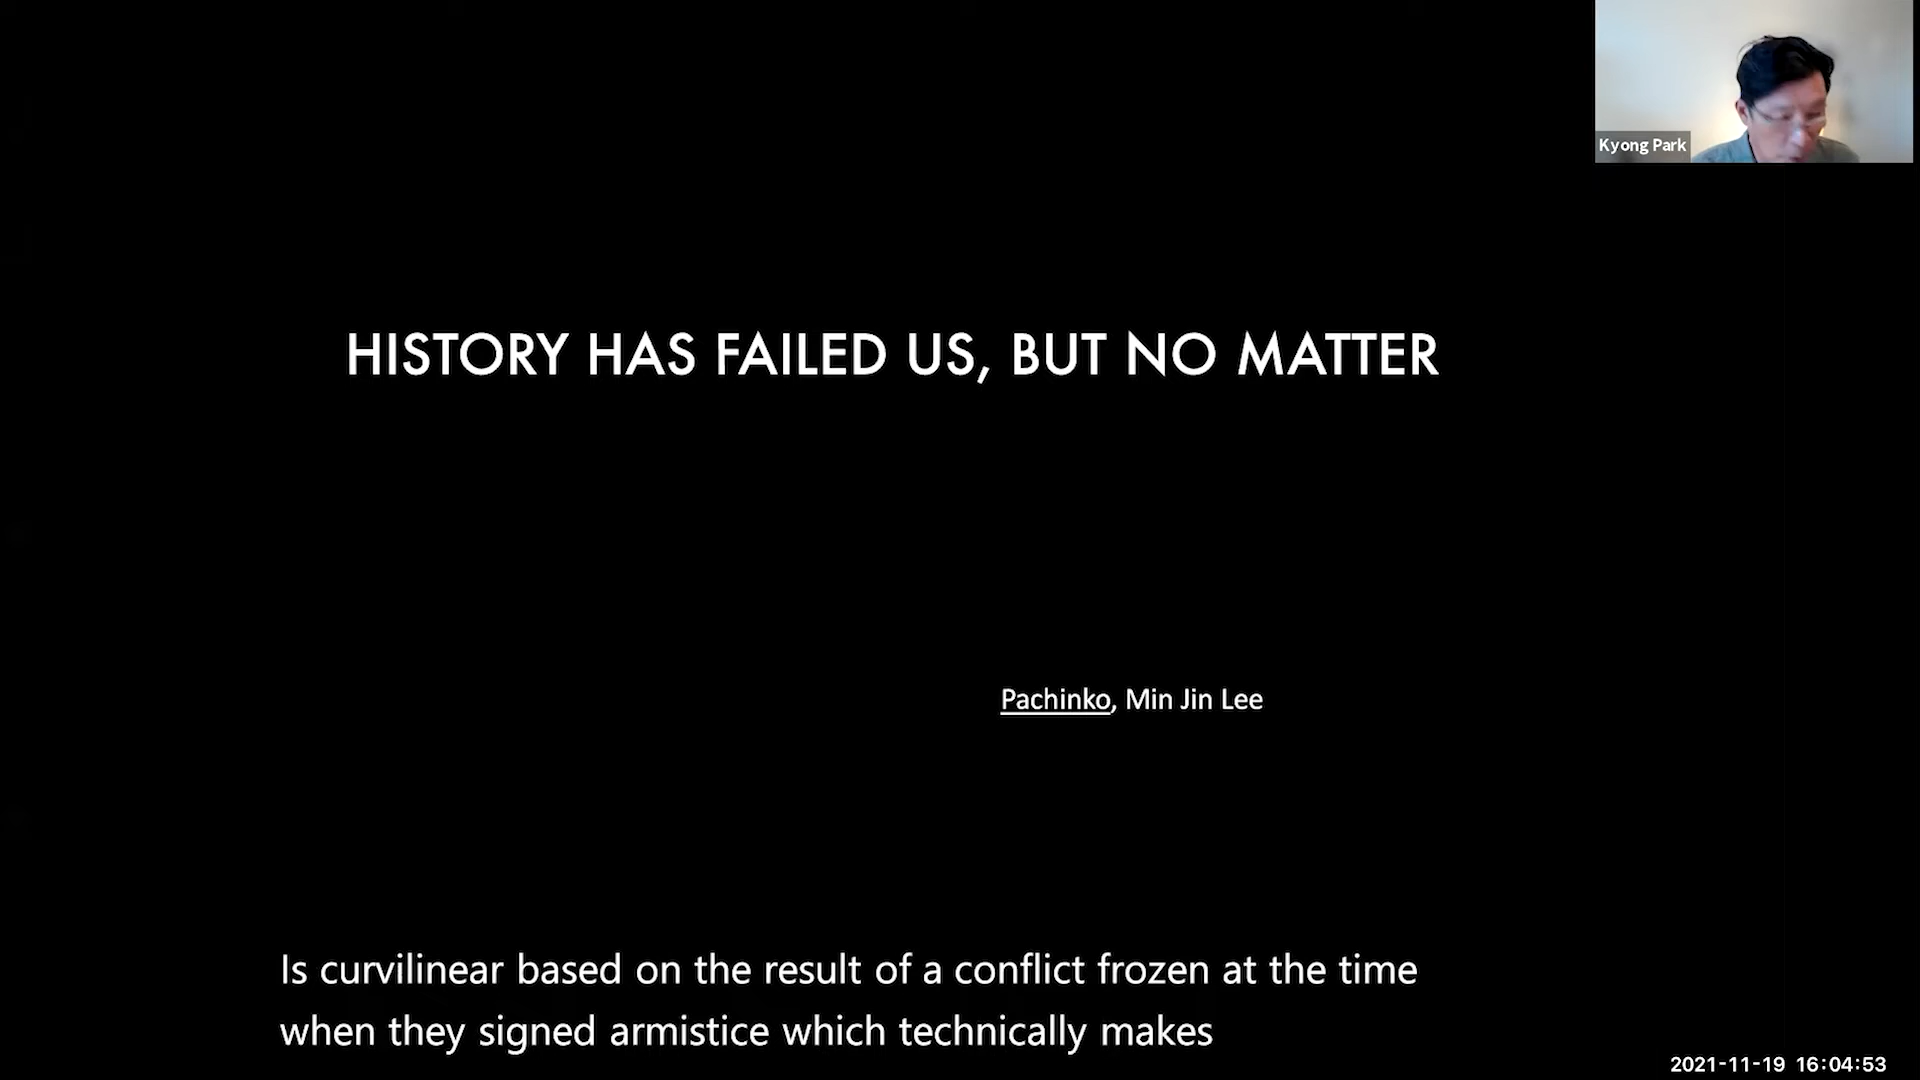 Kyong Park
HISTORY HAS FAILED US, BUT NO MATTER
Pachinko, Min Jin Lee
Is curvilinear based on the result of a conflict frozen at the time
when they signed armistice which technically makes
2021-11-19 16:04:53